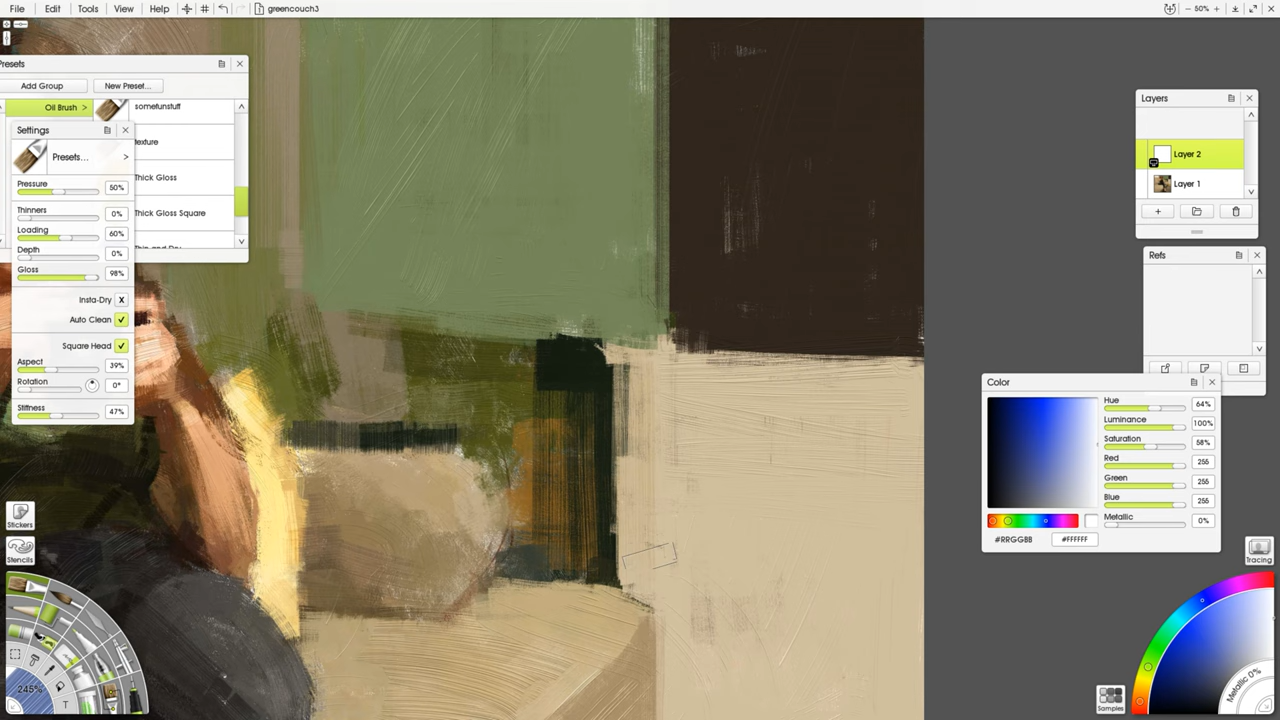 File Edit Tools View Help greencouch3 50%
Presets
Add Group New Preset...
Oil Brush > somefunstuff
Settings
texture
Presets... >
Thick Gloss
Pressure 50%
Thick Gloss Square
Thinners 0%
Loading 60%
Depth 0%
Gloss 98%
Insta-Dry X
Auto Clean
Square Head
Aspect 39%
Rotation 0°
Stiffness 47%
Stickers
Stencils
245%
T
Layers
Layer 2
Layer 1
Refs
Color
Hue 64%
Luminance 100%
Saturation 58%
Red 255
Green 255
Blue 255
Metallic 0%
#RRGGBB #FFFFFF
Tracing
Metallic 0%
Samples